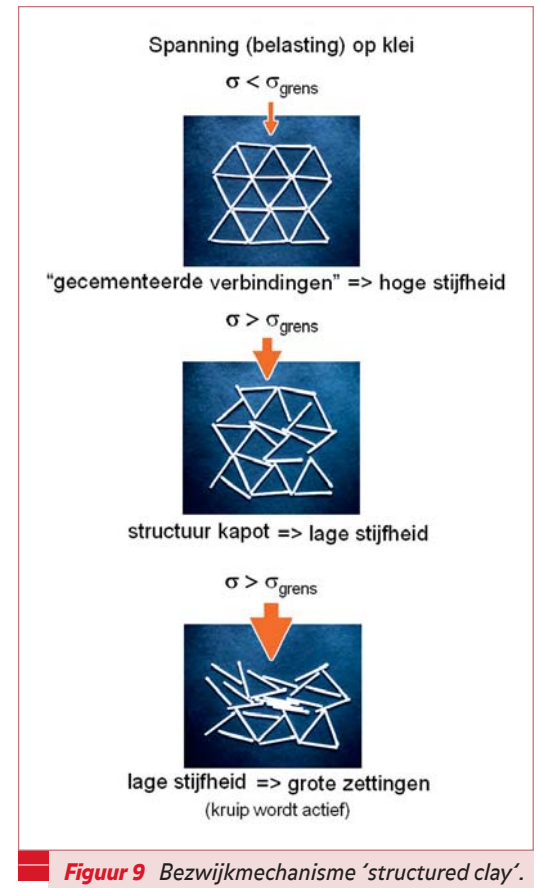 Spanning (belasting) op klei
σ < σgrens
“gecementeerde verbindingen” => hoge stijfheid
σ > σgrens
structuur kapot => lage stijfheid
σ > σgrens
lage stijfheid => grote zettingen
(kruip wordt actief)
Figuur 9 Bezwijkmechanisme ‘structured clay’.